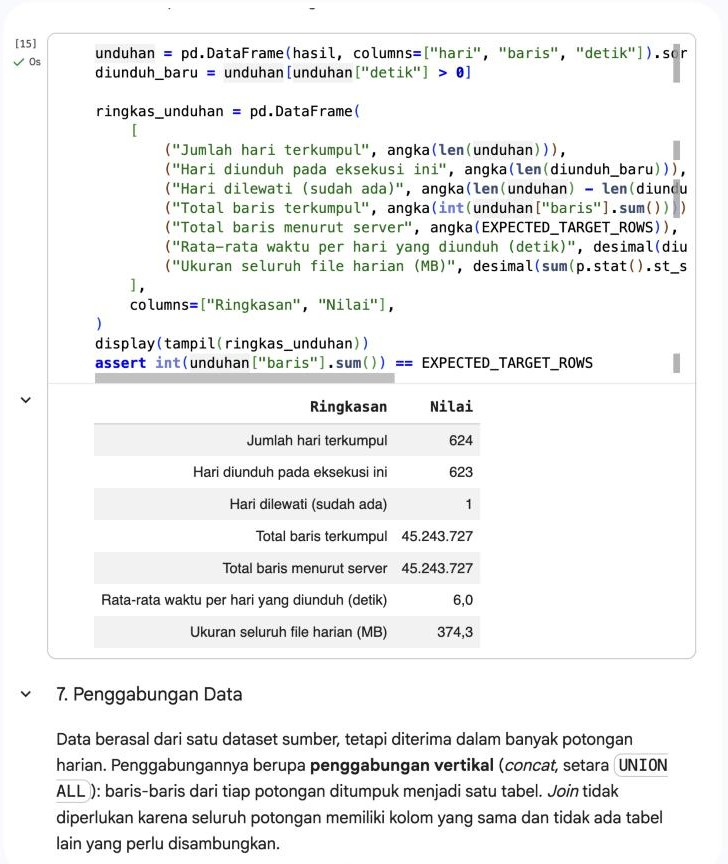 [15]
0s
unduhan = pd.DataFrame(hasil, columns=["hari", "baris", "detik"]).sor
diunduh_baru = unduhan[unduhan["detik"] > 0]
ringkas_unduhan = pd.DataFrame(
[
("Jumlah hari terkumpul", angka(len(unduhan))),
("Hari diunduh pada eksekusi ini", angka(len(diunduh_baru))),
("Hari dilewati (sudah ada)", angka(len(unduhan) - len(diundu
("Total baris terkumpul", angka(int(unduhan["baris"].sum())))
("Total baris menurut server", angka(EXPECTED_TARGET_ROWS)),
("Rata-rata waktu per hari yang diunduh (detik)", desimal(diu
("Ukuran seluruh file harian (MB)", desimal(sum(p.stat().st_s
],
columns=["Ringkasan", "Nilai"],
)
display(tampil(ringkas_unduhan))
assert int(unduhan["baris"].sum()) == EXPECTED_TARGET_ROWS
Ringkasan Nilai
Jumlah hari terkumpul 624
Hari diunduh pada eksekusi ini 623
Hari dilewati (sudah ada) 1
Total baris terkumpul 45.243.727
Total baris menurut server 45.243.727
Rata-rata waktu per hari yang diunduh (detik) 6,0
Ukuran seluruh file harian (MB) 374,3
7. Penggabungan Data
Data berasal dari satu dataset sumber, tetapi diterima dalam banyak potongan
harian. Penggabungannya berupa penggabungan vertikal (concat, setara UNION
ALL ): baris-baris dari tiap potongan ditumpuk menjadi satu tabel. Join tidak
diperlukan karena seluruh potongan memiliki kolom yang sama dan tidak ada tabel
lain yang perlu disambungkan.